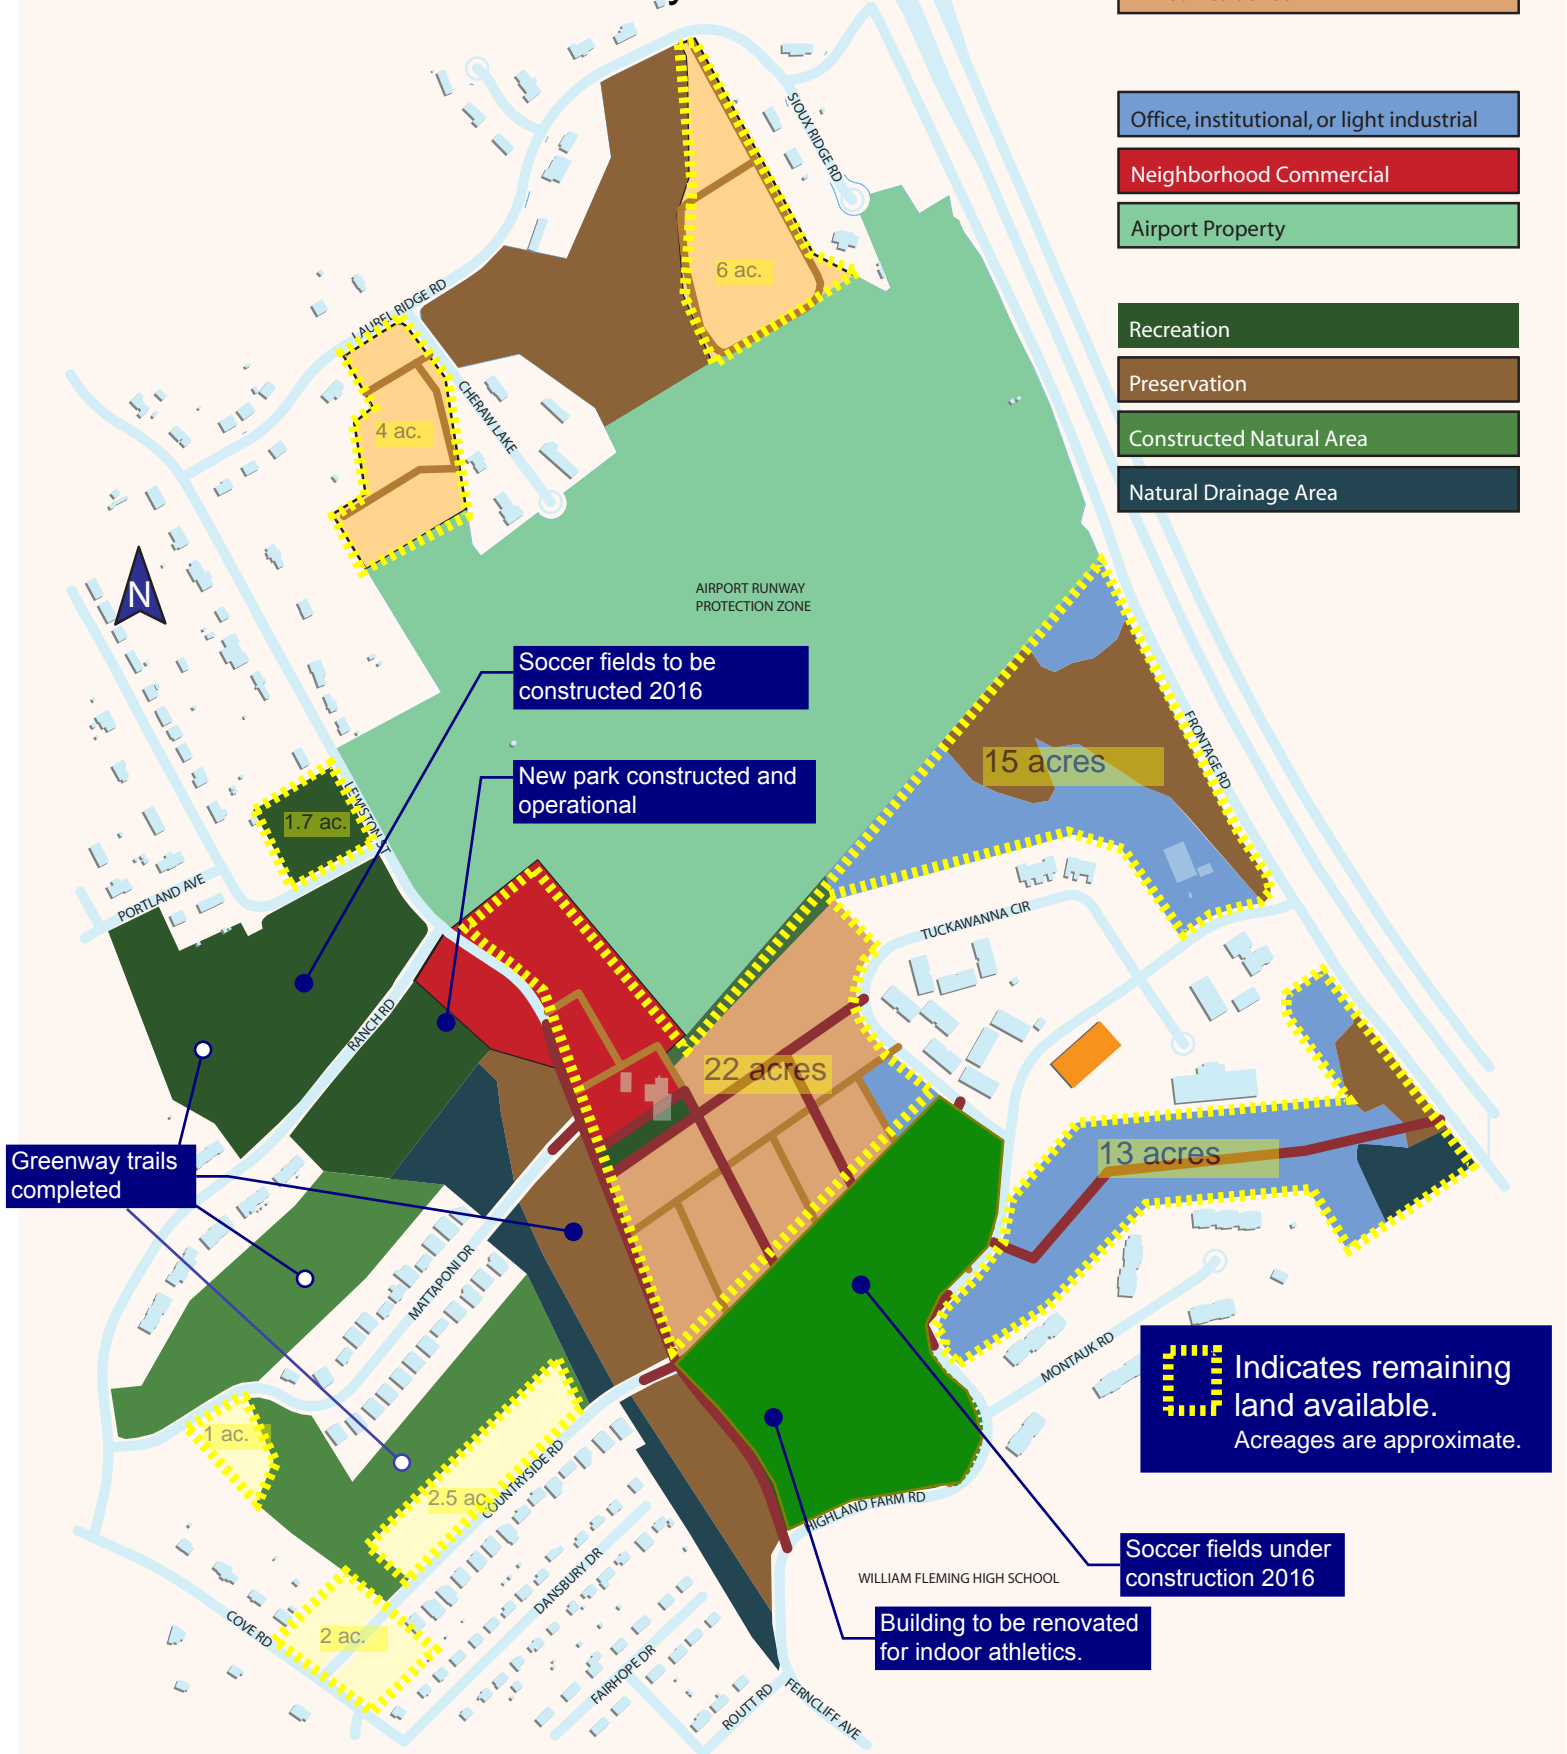 Office, institutional, or light industrial
Neighborhood Commercial
Airport Property
Recreation
Preservation
Constructed Natural Area
Natural Drainage Area
SIOUX RIDGE RD
6 ac.
LAUREL RIDGE RD
CHERAW LAKE
4 ac.
N
AIRPORT RUNWAY
PROTECTION ZONE
Soccer fields to be
constructed 2016
New park constructed and
operational
15 acres
FRONTAGE RD
1.7 ac.
LEWISTON ST
PORTLAND AVE
TUCKAWANNA CIR
RANCH RD
22 acres
13 acres
Greenway trails
completed
MATTAPONI DR
MONTAUK RD
Indicates remaining
land available.
Acreages are approximate.
1 ac.
2.5 ac.
COUNTRYSIDE RD
HIGHLAND FARM RD
Soccer fields under
construction 2016
WILLIAM FLEMING HIGH SCHOOL
DANSBURY DR
Building to be renovated
for indoor athletics.
COVE RD
2 ac.
FAIRHOPE DR
ROUTT RD
FERNCLIFF AVE